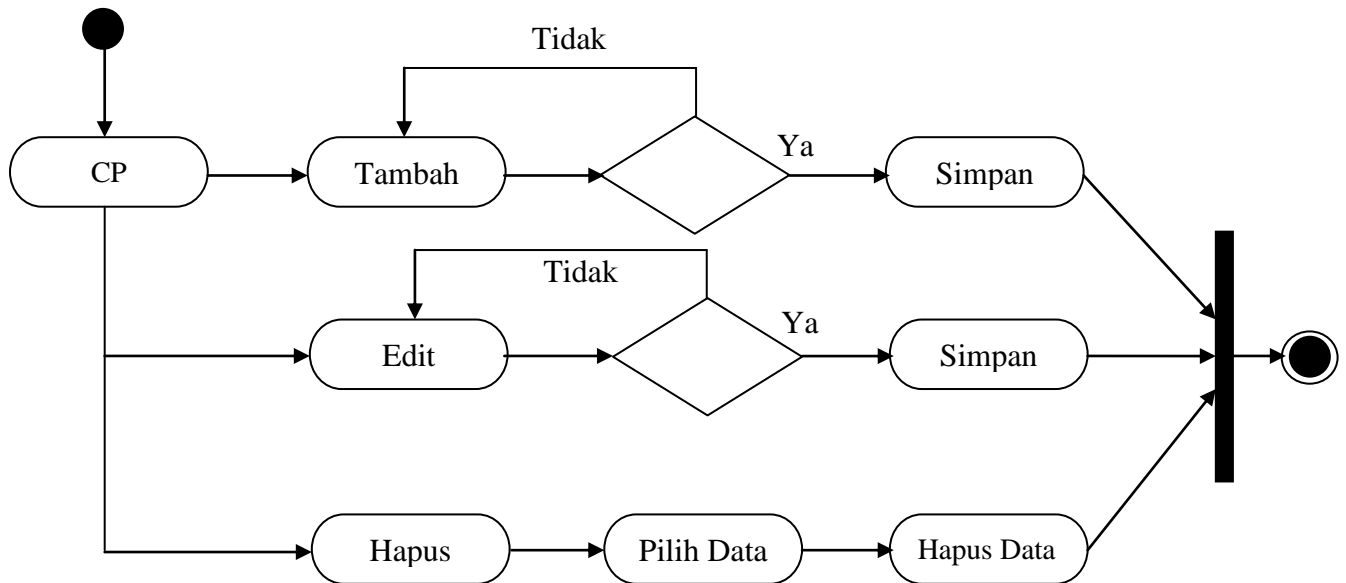 Tidak
CP
Tambah
Ya
Simpan
Tidak
Edit
Ya
Simpan
Hapus
Pilih Data
Hapus Data